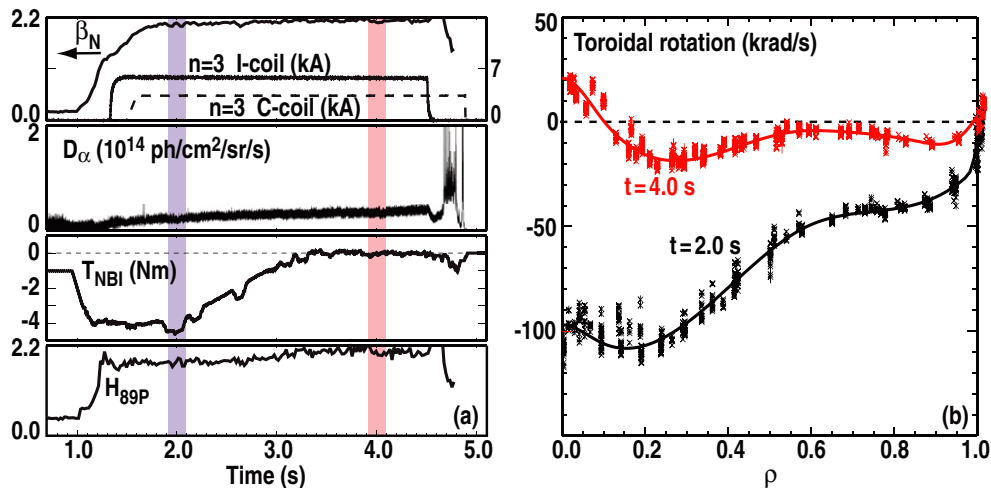 2.2
β_N
n=3 I-coil (kA)
7
n=3 C-coil (kA)
0.0
0
2
D_α (10^14 ph/cm^2/sr/s)
0
0
T_NBI (Nm)
-2
-4
2.2
H_89P
(a)
0.0
1.0 2.0 3.0 4.0 5.0
Time (s)
50
Toroidal rotation (krad/s)
0
t=4.0 s
-50
t=2.0 s
-100
(b)
0.0 0.2 0.4 0.6 0.8 1.0
ρ